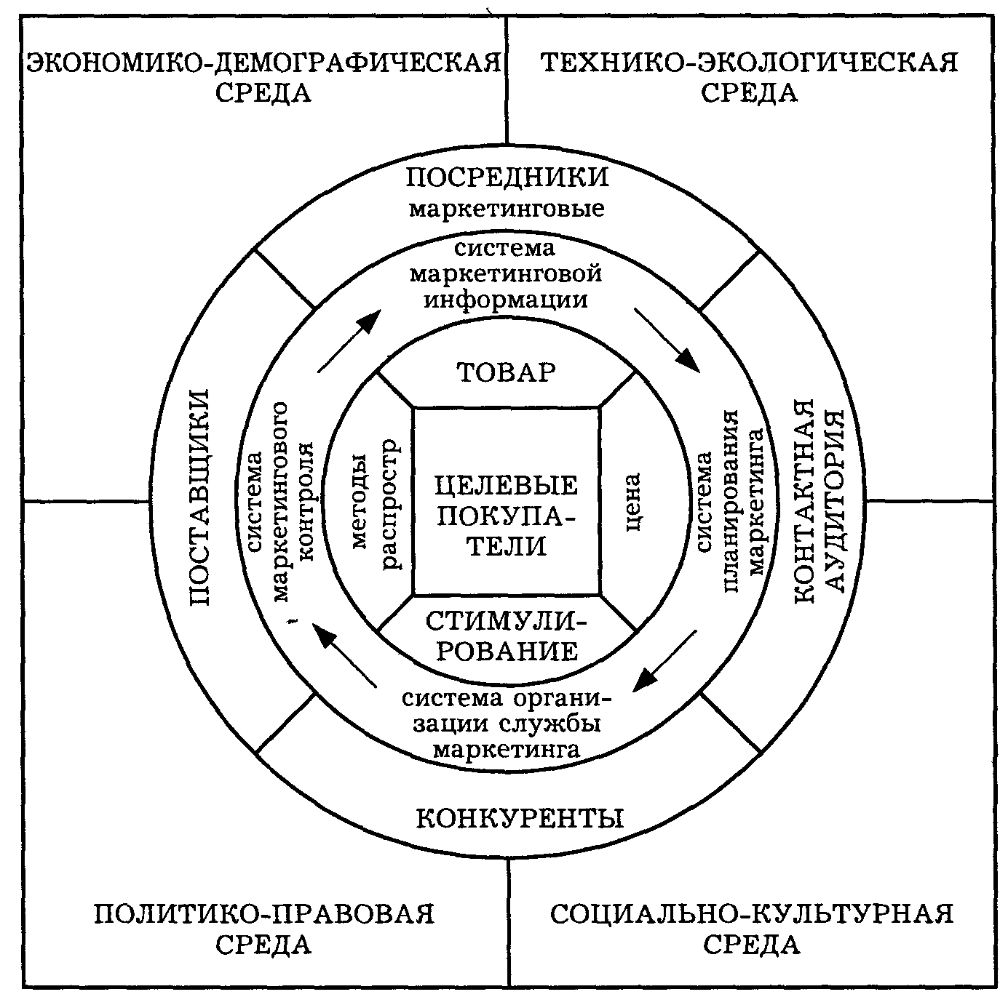 ЭКОНОМИКО-ДЕМОГРАФИЧЕСКАЯ
СРЕДА
ТЕХНИКО-ЭКОЛОГИЧЕСКАЯ
СРЕДА
ПОСРЕДНИКИ
маркетинговые
система
маркетинговой
информации
ТОВАР
ПОСТАВЩИКИ
система
маркетингового
контроля
методы
распростр
ЦЕЛЕВЫЕ
ПОКУПА-
ТЕЛИ
цена
система
планирования
маркетинга
КОНТАКТНАЯ
АУДИТОРИЯ
СТИМУЛИ-
РОВАНИЕ
система органи-
зации службы
маркетинга
КОНКУРЕНТЫ
ПОЛИТИКО-ПРАВОВАЯ
СРЕДА
СОЦИАЛЬНО-КУЛЬТУРНАЯ
СРЕДА